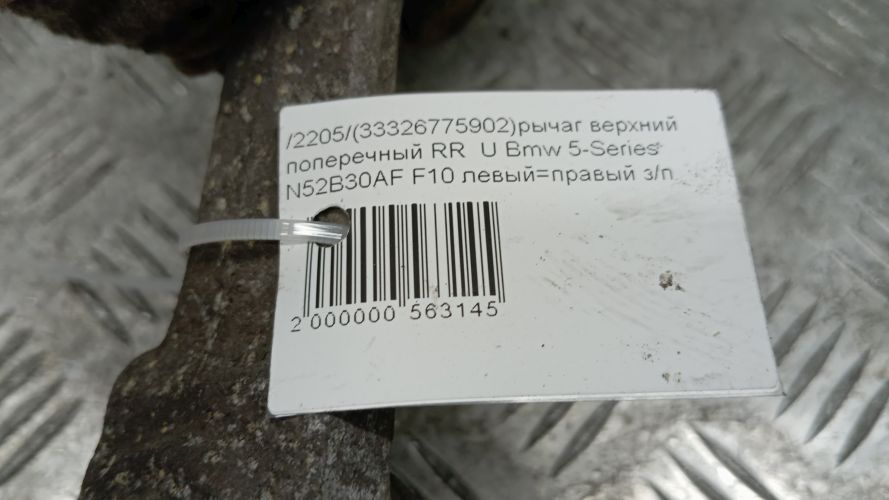 /2205/(33326775902)рычаг верхний
поперечный RR U Bmw 5-Series
N52B30AF F10 левый=правый з/п
2 000000 563145